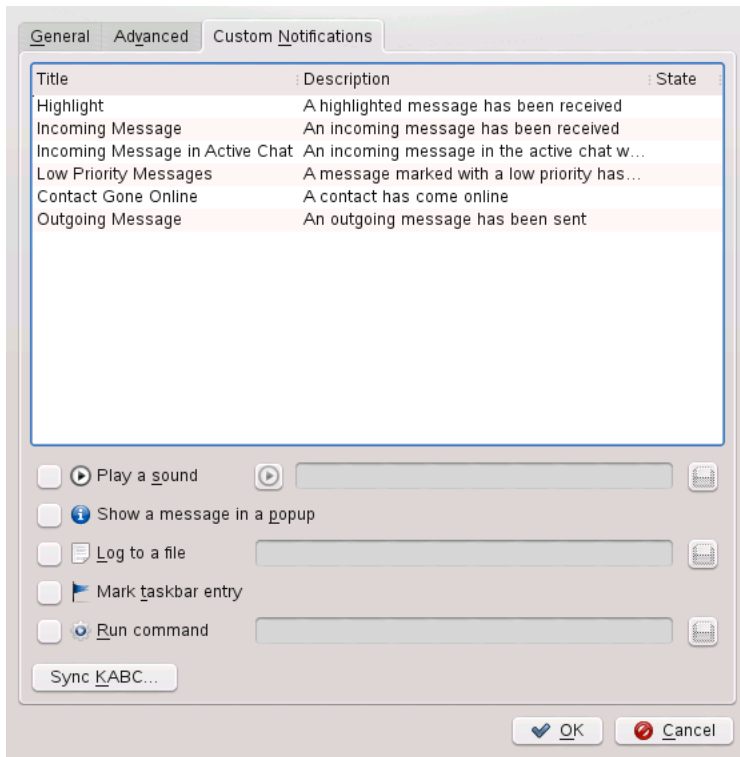 General Advanced Custom Notifications
Title Description State
Highlight A highlighted message has been received
Incoming Message An incoming message has been received
Incoming Message in Active Chat An incoming message in the active chat w...
Low Priority Messages A message marked with a low priority has...
Contact Gone Online A contact has come online
Outgoing Message An outgoing message has been sent
Play a sound
Show a message in a popup
Log to a file
Mark taskbar entry
Run command
Sync KABC...
OK Cancel